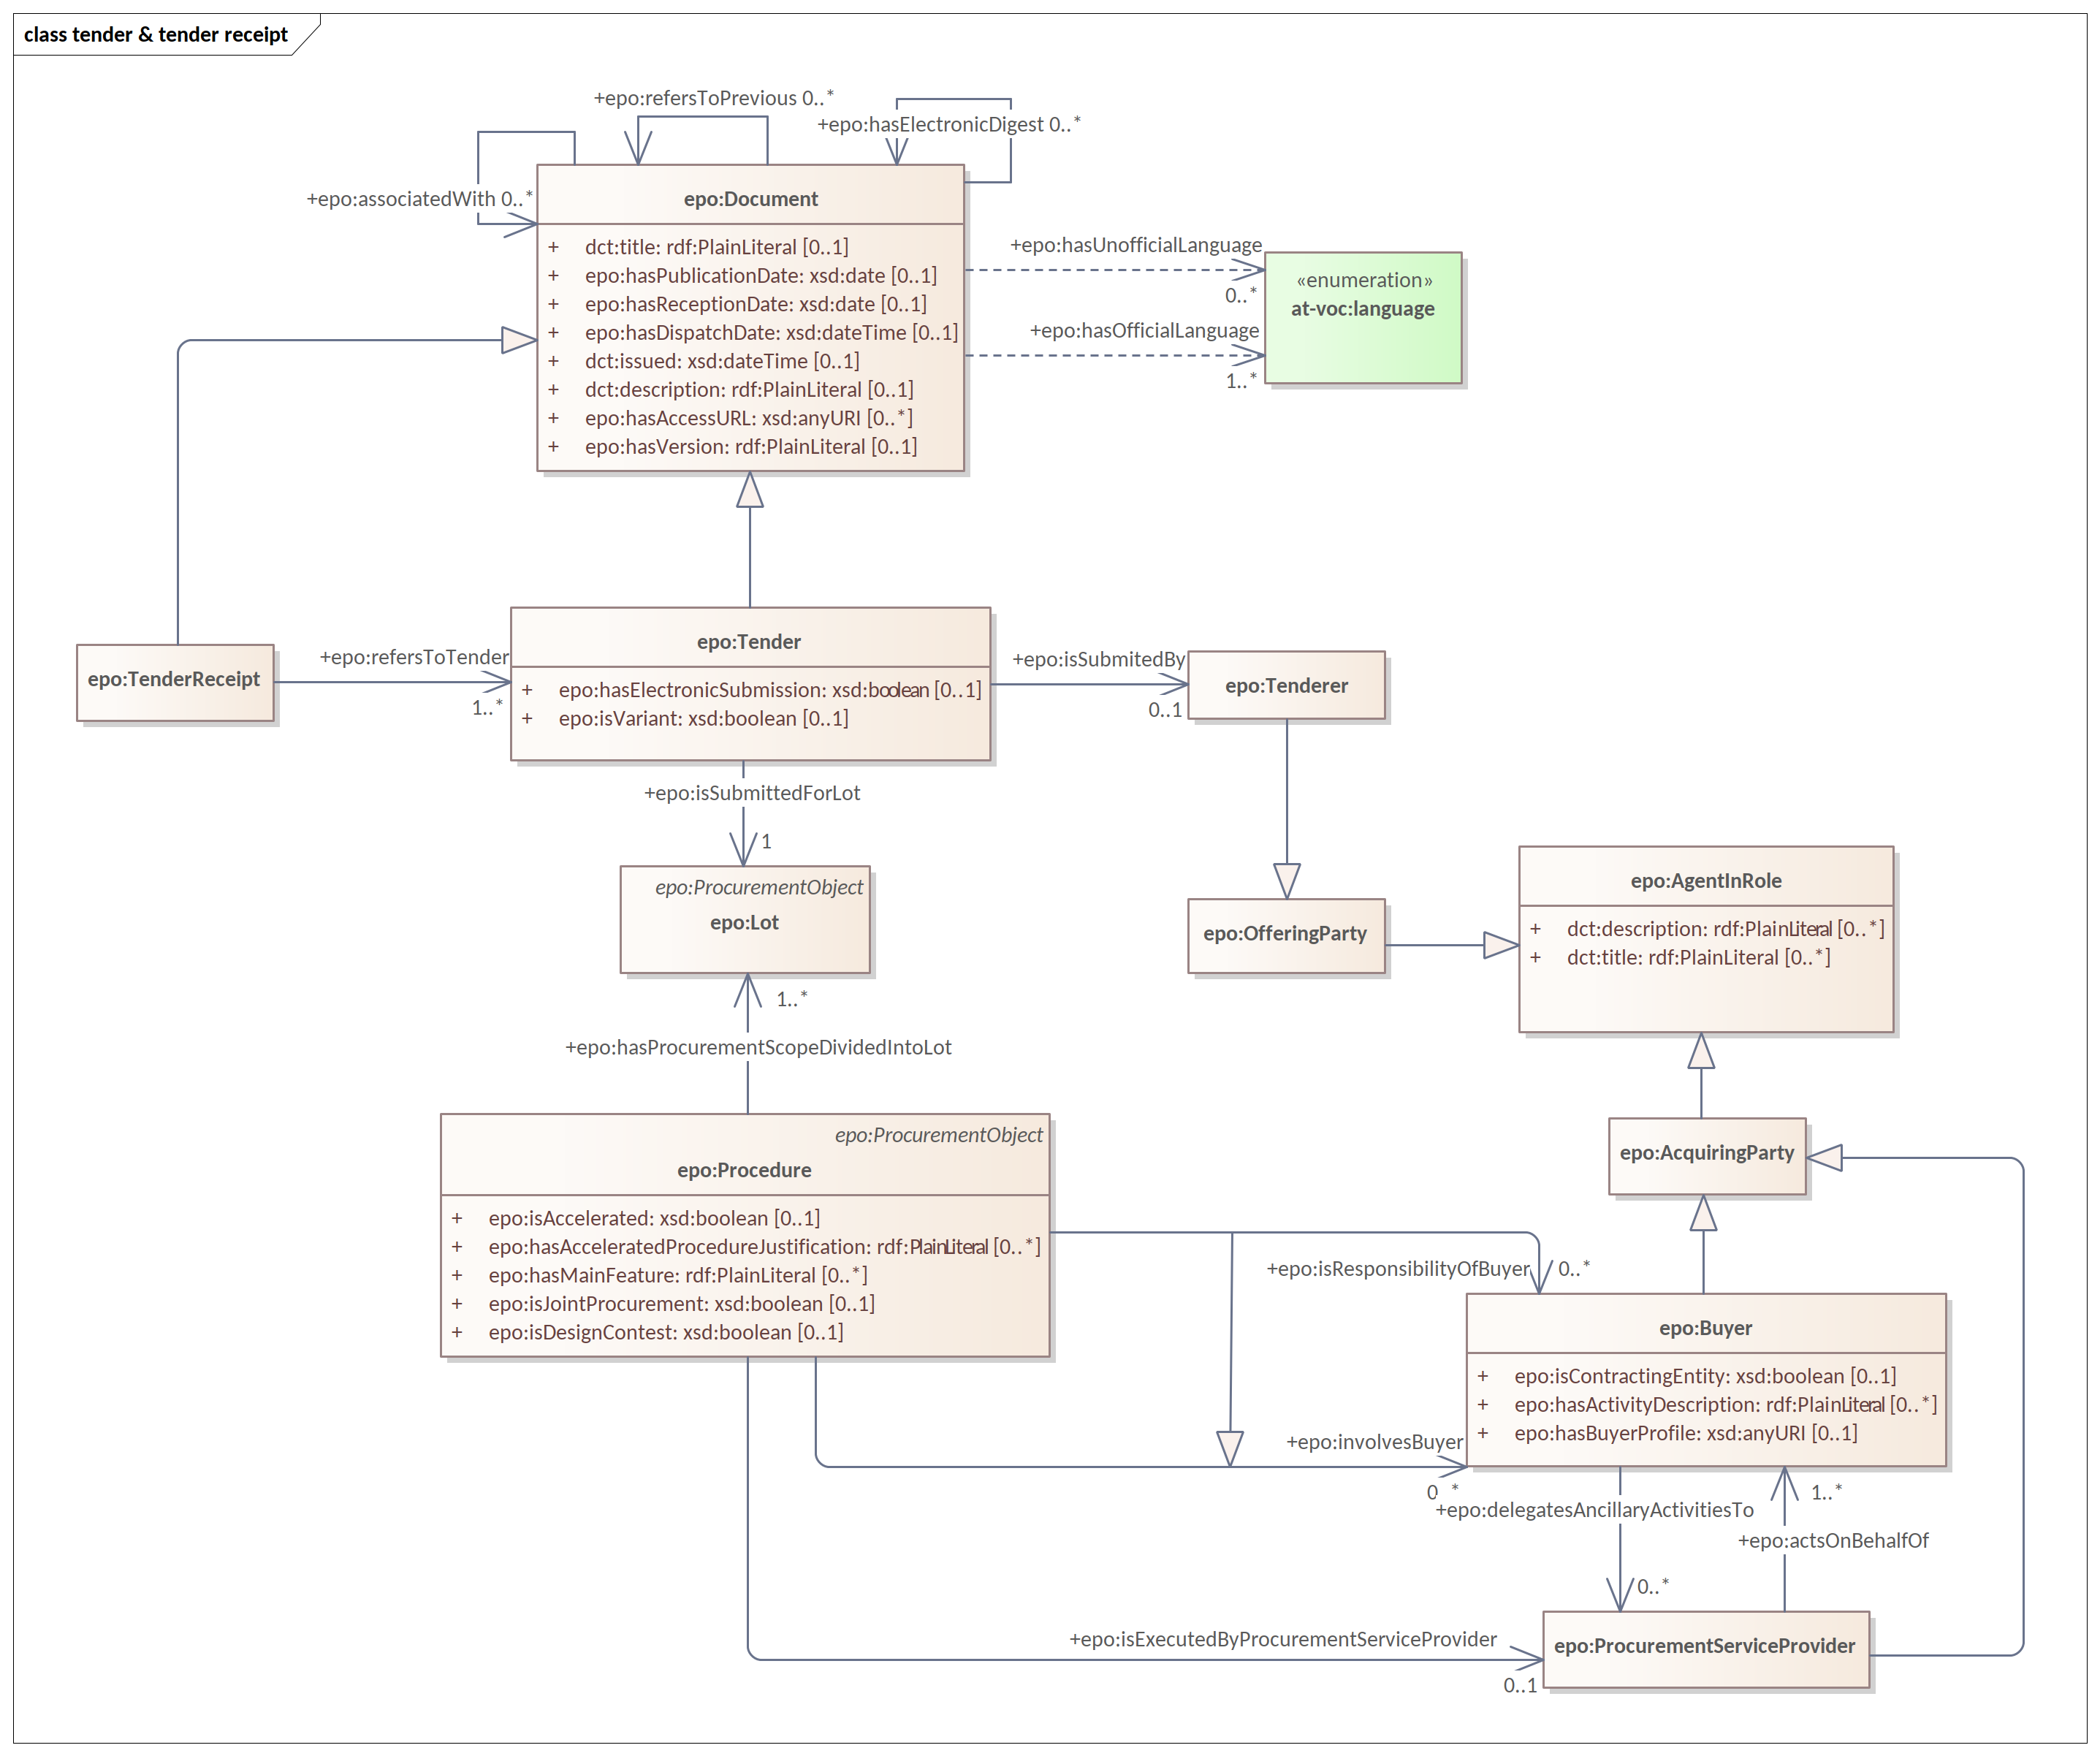 class tender & tender receipt
+epo:refersToPrevious 0..*
+epo:hasElectronicDigest 0..*
+epo:associatedWith 0..*
epo:Document
+ dct:title: rdf:PlainLiteral [0..1]
+ epo:hasPublicationDate: xsd:date [0..1]
+ epo:hasReceptionDate: xsd:date [0..1]
+ epo:hasDispatchDate: xsd:dateTime [0..1]
+ dct:issued: xsd:dateTime [0..1]
+ dct:description: rdf:PlainLiteral [0..1]
+ epo:hasAccessURL: xsd:anyURI [0..*]
+ epo:hasVersion: rdf:PlainLiteral [0..1]
+epo:hasUnofficialLanguage
0..*
+epo:hasOfficialLanguage
1..*
«enumeration»
at-voc:language
epo:TenderReceipt
+epo:refersToTender
1..*
epo:Tender
+ epo:hasElectronicSubmission: xsd:boolean [0..1]
+ epo:isVariant: xsd:boolean [0..1]
+epo:isSubmitedBy
0..1
epo:Tenderer
+epo:isSubmittedForLot
1
epo:ProcurementObject
epo:Lot
epo:OfferingParty
epo:AgentInRole
+ dct:description: rdf:PlainLiteral [0..*]
+ dct:title: rdf:PlainLiteral [0..*]
1..*
+epo:hasProcurementScopeDividedIntoLot
epo:ProcurementObject
epo:Procedure
+ epo:isAccelerated: xsd:boolean [0..1]
+ epo:hasAcceleratedProcedureJustification: rdf:PlainLiteral [0..*]
+ epo:hasMainFeature: rdf:PlainLiteral [0..*]
+ epo:isJointProcurement: xsd:boolean [0..1]
+ epo:isDesignContest: xsd:boolean [0..1]
epo:AcquiringParty
+epo:isResponsibilityOfBuyer
0..*
epo:Buyer
+ epo:isContractingEntity: xsd:boolean [0..1]
+ epo:hasActivityDescription: rdf:PlainLiteral [0..*]
+ epo:hasBuyerProfile: xsd:anyURI [0..1]
+epo:involvesBuyer
0..*
+epo:delegatesAncillaryActivitiesTo
0..*
1..*
+epo:actsOnBehalfOf
+epo:isExecutedByProcurementServiceProvider
0..1
epo:ProcurementServiceProvider